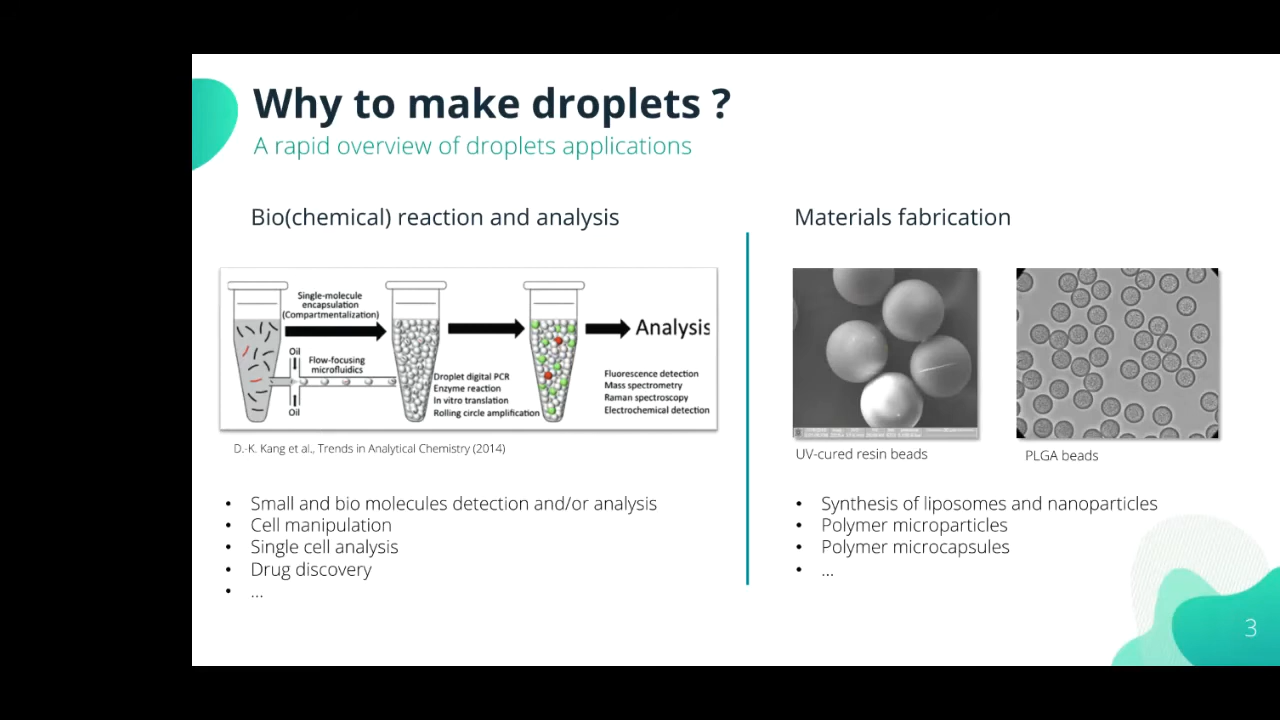 Why to make droplets ?
A rapid overview of droplets applications
Bio(chemical) reaction and analysis
Single-molecule
encapsulation
(Compartmentalization)
Oil
Flow-focusing
microfluidics
Oil
Droplet digital PCR
Enzyme reaction
In vitro translation
Rolling circle amplification
Analysis
Fluorescence detection
Mass spectrometry
Raman spectroscopy
Electrochemical detection
D.-K. Kang et al., Trends in Analytical Chemistry (2014)
• Small and bio molecules detection and/or analysis
• Cell manipulation
• Single cell analysis
• Drug discovery
• ...
Materials fabrication
UV-cured resin beads
PLGA beads
• Synthesis of liposomes and nanoparticles
• Polymer microparticles
• Polymer microcapsules
• ...
3